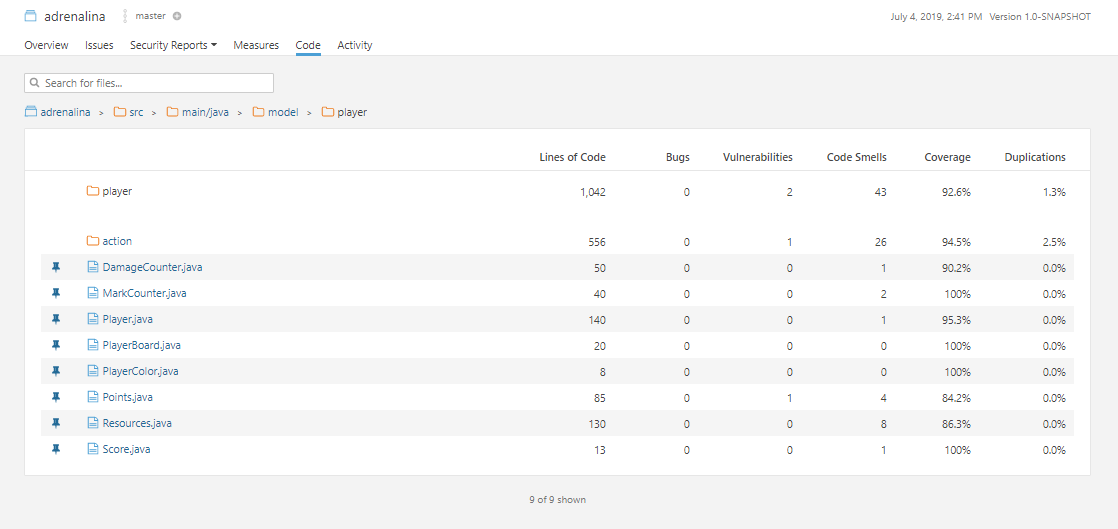 adrenalina master July 4, 2019, 2:41 PM Version 1.0-SNAPSHOT
Overview Issues Security Reports Measures Code Activity
Search for files...
adrenalina > src > main/java > model > player
Lines of Code Bugs Vulnerabilities Code Smells Coverage Duplications
player 1,042 0 2 43 92.6% 1.3%
action 556 0 1 26 94.5% 2.5%
DamageCounter.java 50 0 0 1 90.2% 0.0%
MarkCounter.java 40 0 0 2 100% 0.0%
Player.java 140 0 0 1 95.3% 0.0%
PlayerBoard.java 20 0 0 0 100% 0.0%
PlayerColor.java 8 0 0 0 100% 0.0%
Points.java 85 0 1 4 84.2% 0.0%
Resources.java 130 0 0 8 86.3% 0.0%
Score.java 13 0 0 1 100% 0.0%
9 of 9 shown